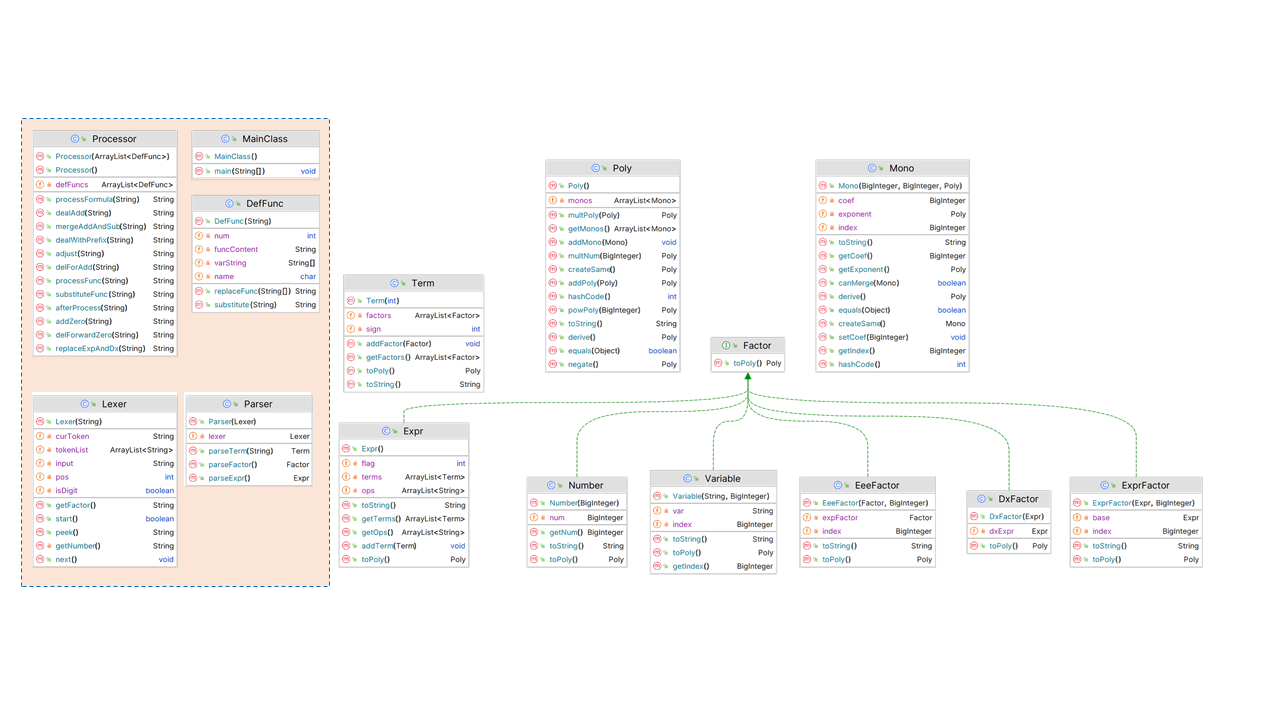 Processor
Processor(ArrayList<DefFunc>)
Processor()
defFuncs ArrayList<DefFunc>
processFormula(String) String
dealAdd(String) String
mergeAddAndSub(String) String
dealWithPrefix(String) String
adjust(String) String
delForAdd(String) String
processFunc(String) String
substituteFunc(String) String
afterProcess(String) String
addZero(String) String
delForwardZero(String) String
replaceExpAndDx(String) String
MainClass
MainClass()
main(String[]) void
DefFunc
DefFunc(String)
num int
funcContent String
varString String[]
name char
replaceFunc(String[]) String
substitute(String) String
Lexer
Lexer(String)
curToken String
tokenList ArrayList<String>
input String
pos int
isDigit boolean
getFactor() String
start() boolean
peek() String
getNumber() String
next() void
Parser
Parser(Lexer)
lexer Lexer
parseTerm(String) Term
parseFactor() Factor
parseExpr() Expr
Term
Term(int)
factors ArrayList<Factor>
sign int
addFactor(Factor) void
getFactors() ArrayList<Factor>
toPoly() Poly
toString() String
Expr
Expr()
flag int
terms ArrayList<Term>
ops ArrayList<String>
toString() String
getTerms() ArrayList<Term>
getOps() ArrayList<String>
addTerm(Term) void
toPoly() Poly
Poly
Poly()
monos ArrayList<Mono>
multPoly(Poly) Poly
getMonos() ArrayList<Mono>
addMono(Mono) void
multNum(BigInteger) Poly
createSame() Poly
addPoly(Poly) Poly
hashCode() int
powPoly(BigInteger) Poly
toString() String
derive() Poly
equals(Object) boolean
negate() Poly
Factor
toPoly() Poly
Mono
Mono(BigInteger, BigInteger, Poly)
coef BigInteger
exponent Poly
index BigInteger
toString() String
getCoef() BigInteger
getExponent() Poly
canMerge(Mono) boolean
derive() Poly
equals(Object) boolean
createSame() Mono
setCoef(BigInteger) void
getIndex() BigInteger
hashCode() int
Number
Number(BigInteger)
num BigInteger
getNum() BigInteger
toString() String
toPoly() Poly
Variable
Variable(String, BigInteger)
var String
index BigInteger
toString() String
toPoly() Poly
getIndex() BigInteger
EeeFactor
EeeFactor(Factor, BigInteger)
expFactor Factor
index BigInteger
toString() String
toPoly() Poly
DxFactor
DxFactor(Expr)
dxExpr Expr
toPoly() Poly
ExprFactor
ExprFactor(Expr, BigInteger)
base Expr
index BigInteger
toString() String
toPoly() Poly